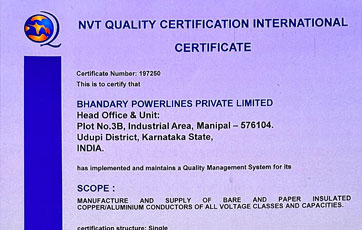 NVT QUALITY CERTIFICATION INTERNATIONAL
CERTIFICATE
Certificate Number: 197250
This is to certify that
BHANDARY POWERLINES PRIVATE LIMITED
Head Office & Unit:
Plot No.3B, Industrial Area, Manipal – 576104.
Udupi District, Karnataka State,
INDIA.
has implemented and maintains a Quality Management System for its
SCOPE :
MANUFACTURE AND SUPPLY OF BARE AND PAPER INSULATED
COPPER/ALUMINIUM CONDUCTORS OF ALL VOLTAGE CLASSES AND CAPACITIES.
certification structure: Single